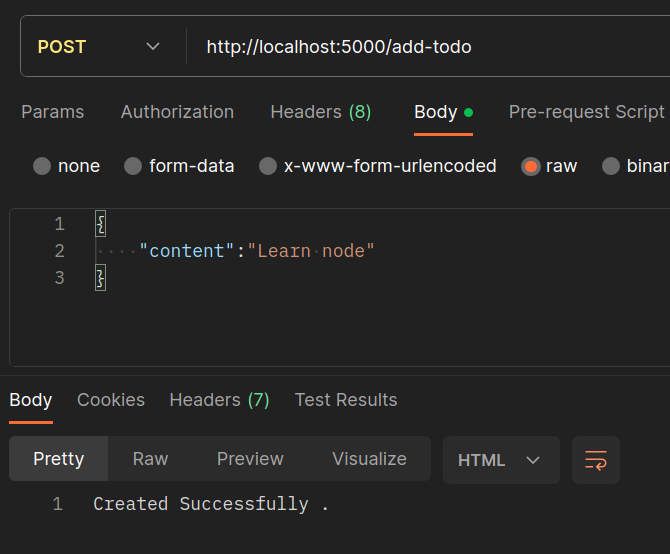 POST http://localhost:5000/add-todo
Params Authorization Headers (8) Body Pre-request Script
none form-data x-www-form-urlencoded raw binar
1 {
2 "content":"Learn node"
3 }
Body Cookies Headers (7) Test Results
Pretty Raw Preview Visualize HTML
1 Created Successfully .